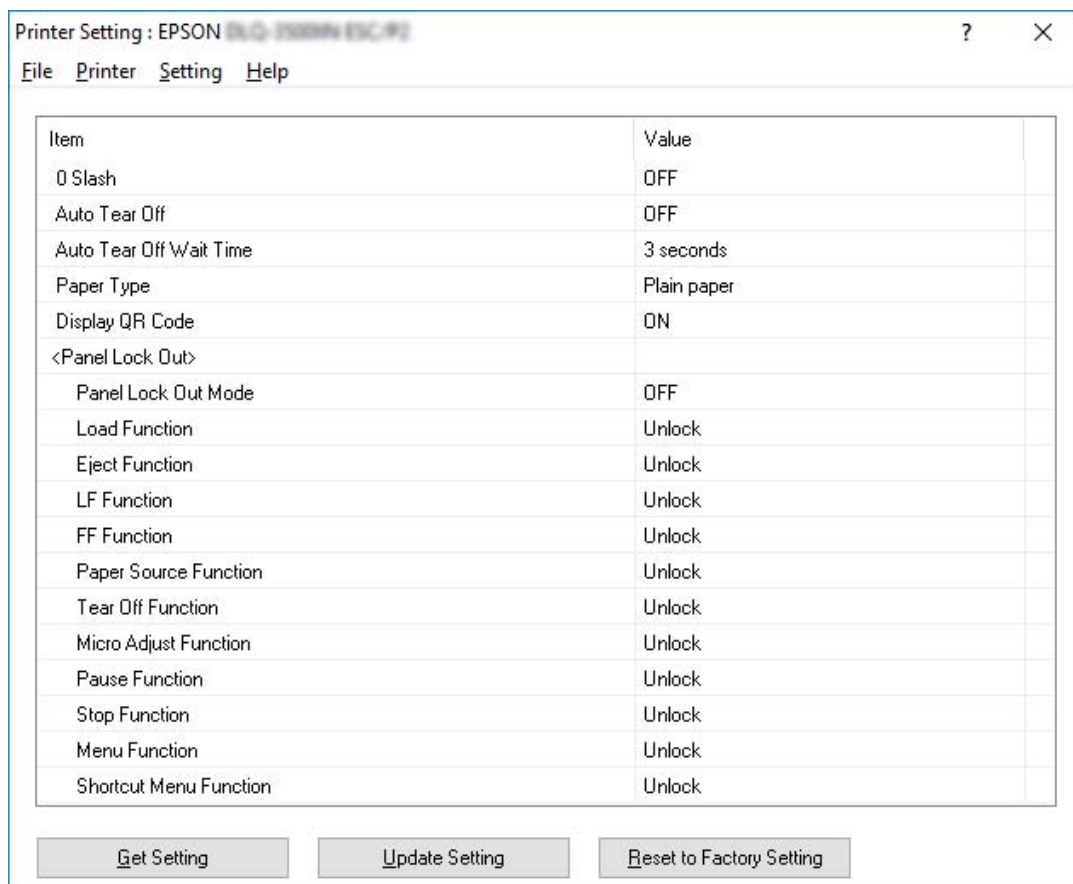 Printer Setting : EPSON
? X
File Printer Setting Help
Item Value
0 Slash OFF
Auto Tear Off OFF
Auto Tear Off Wait Time 3 seconds
Paper Type Plain paper
Display QR Code ON
<Panel Lock Out>
Panel Lock Out Mode OFF
Load Function Unlock
Eject Function Unlock
LF Function Unlock
FF Function Unlock
Paper Source Function Unlock
Tear Off Function Unlock
Micro Adjust Function Unlock
Pause Function Unlock
Stop Function Unlock
Menu Function Unlock
Shortcut Menu Function Unlock
Get Setting Update Setting Reset to Factory Setting